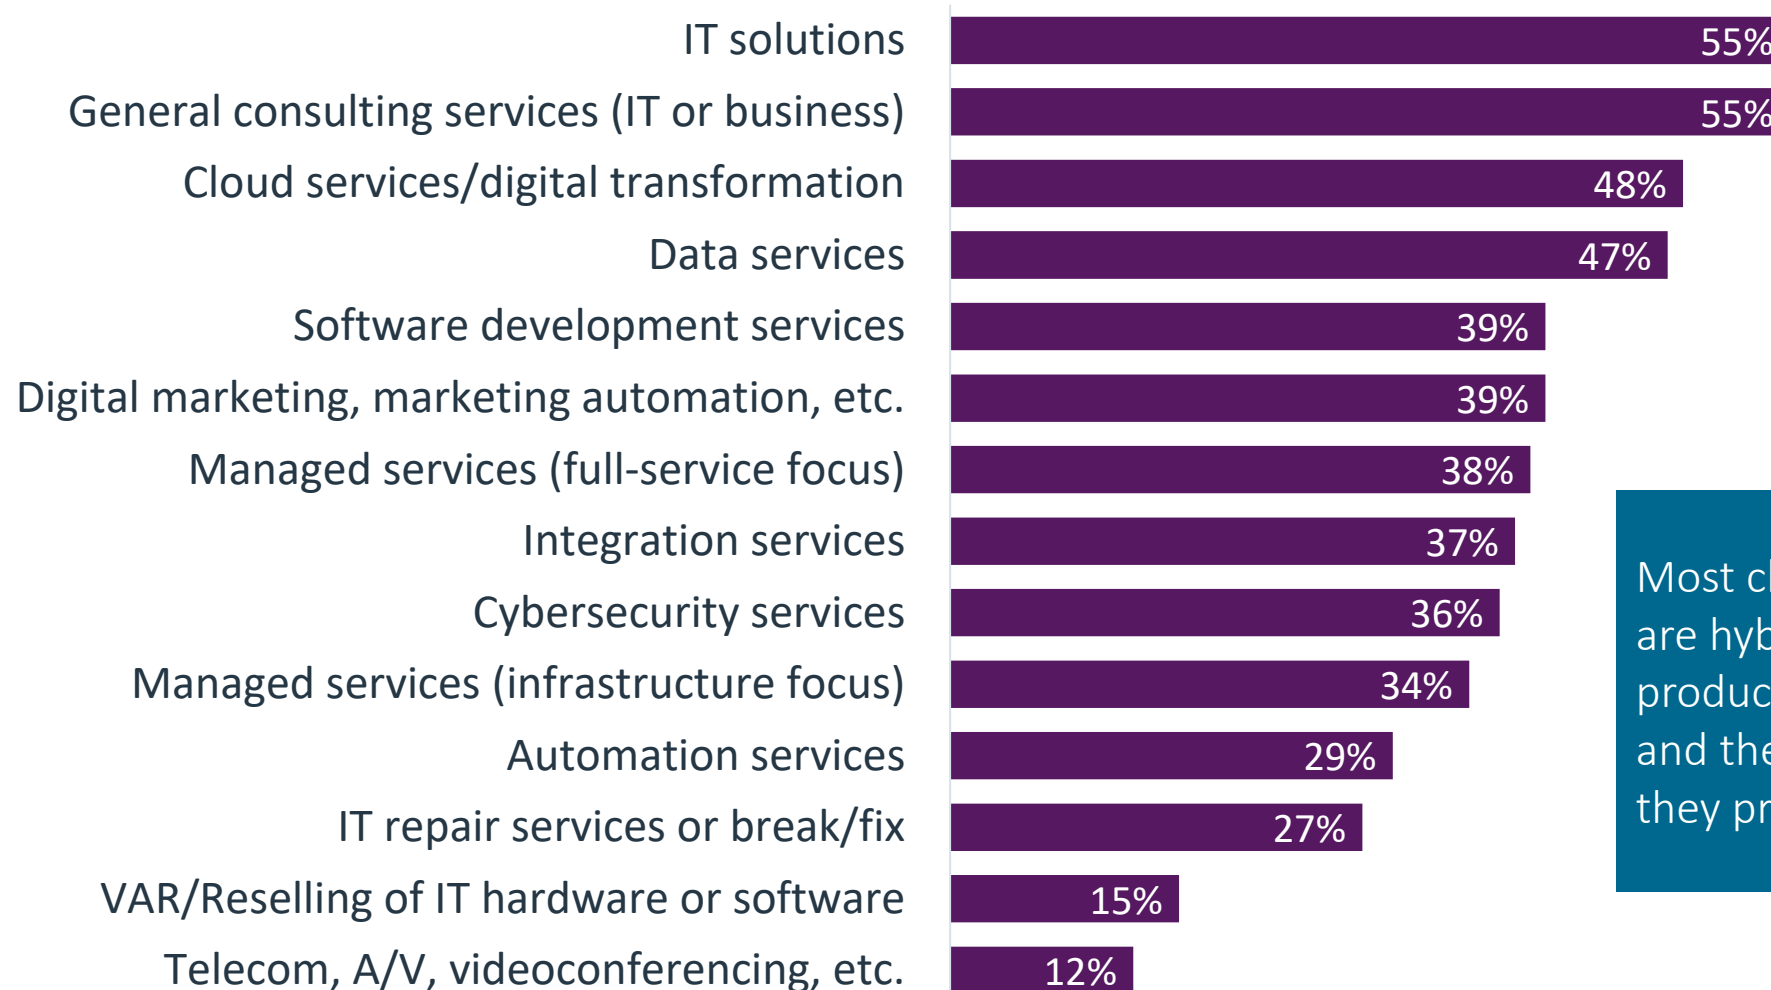 IT solutions 55%
General consulting services (IT or business) 55%
Cloud services/digital transformation 48%
Data services 47%
Software development services 39%
Digital marketing, marketing automation, etc. 39%
Managed services (full-service focus) 38%
Integration services 37%
Cybersecurity services 36%
Managed services (infrastructure focus) 34%
Automation services 29%
IT repair services or break/fix 27%
VAR/Reselling of IT hardware or software 15%
Telecom, A/V, videoconferencing, etc. 12%
Most
are
and
they